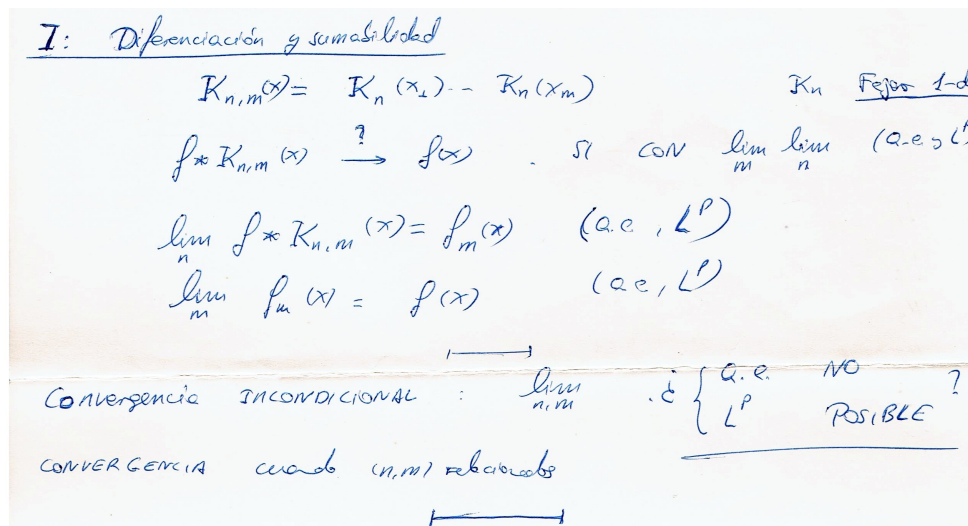 I: Diferenciación y sumabilidad
K_{n,m}(x) = K_n(x_1) -- K_n(x_m) K_n Fejer 1-d
f * K_{n,m}(x) \xrightarrow{?} f(x) . SI CON lim_m lim_n (a.e, L^p
lim_n f * K_{n,m}(x) = f_m(x) (a.e, L^p)
lim_m f_m(x) = f(x) (a.e, L^p)
Convergencia INCONDICIONAL : lim_{n,m} .¿ { a.e. NO
L^p POSIBLE ?
CONVERGENCIA cuando (n,m) relacionados